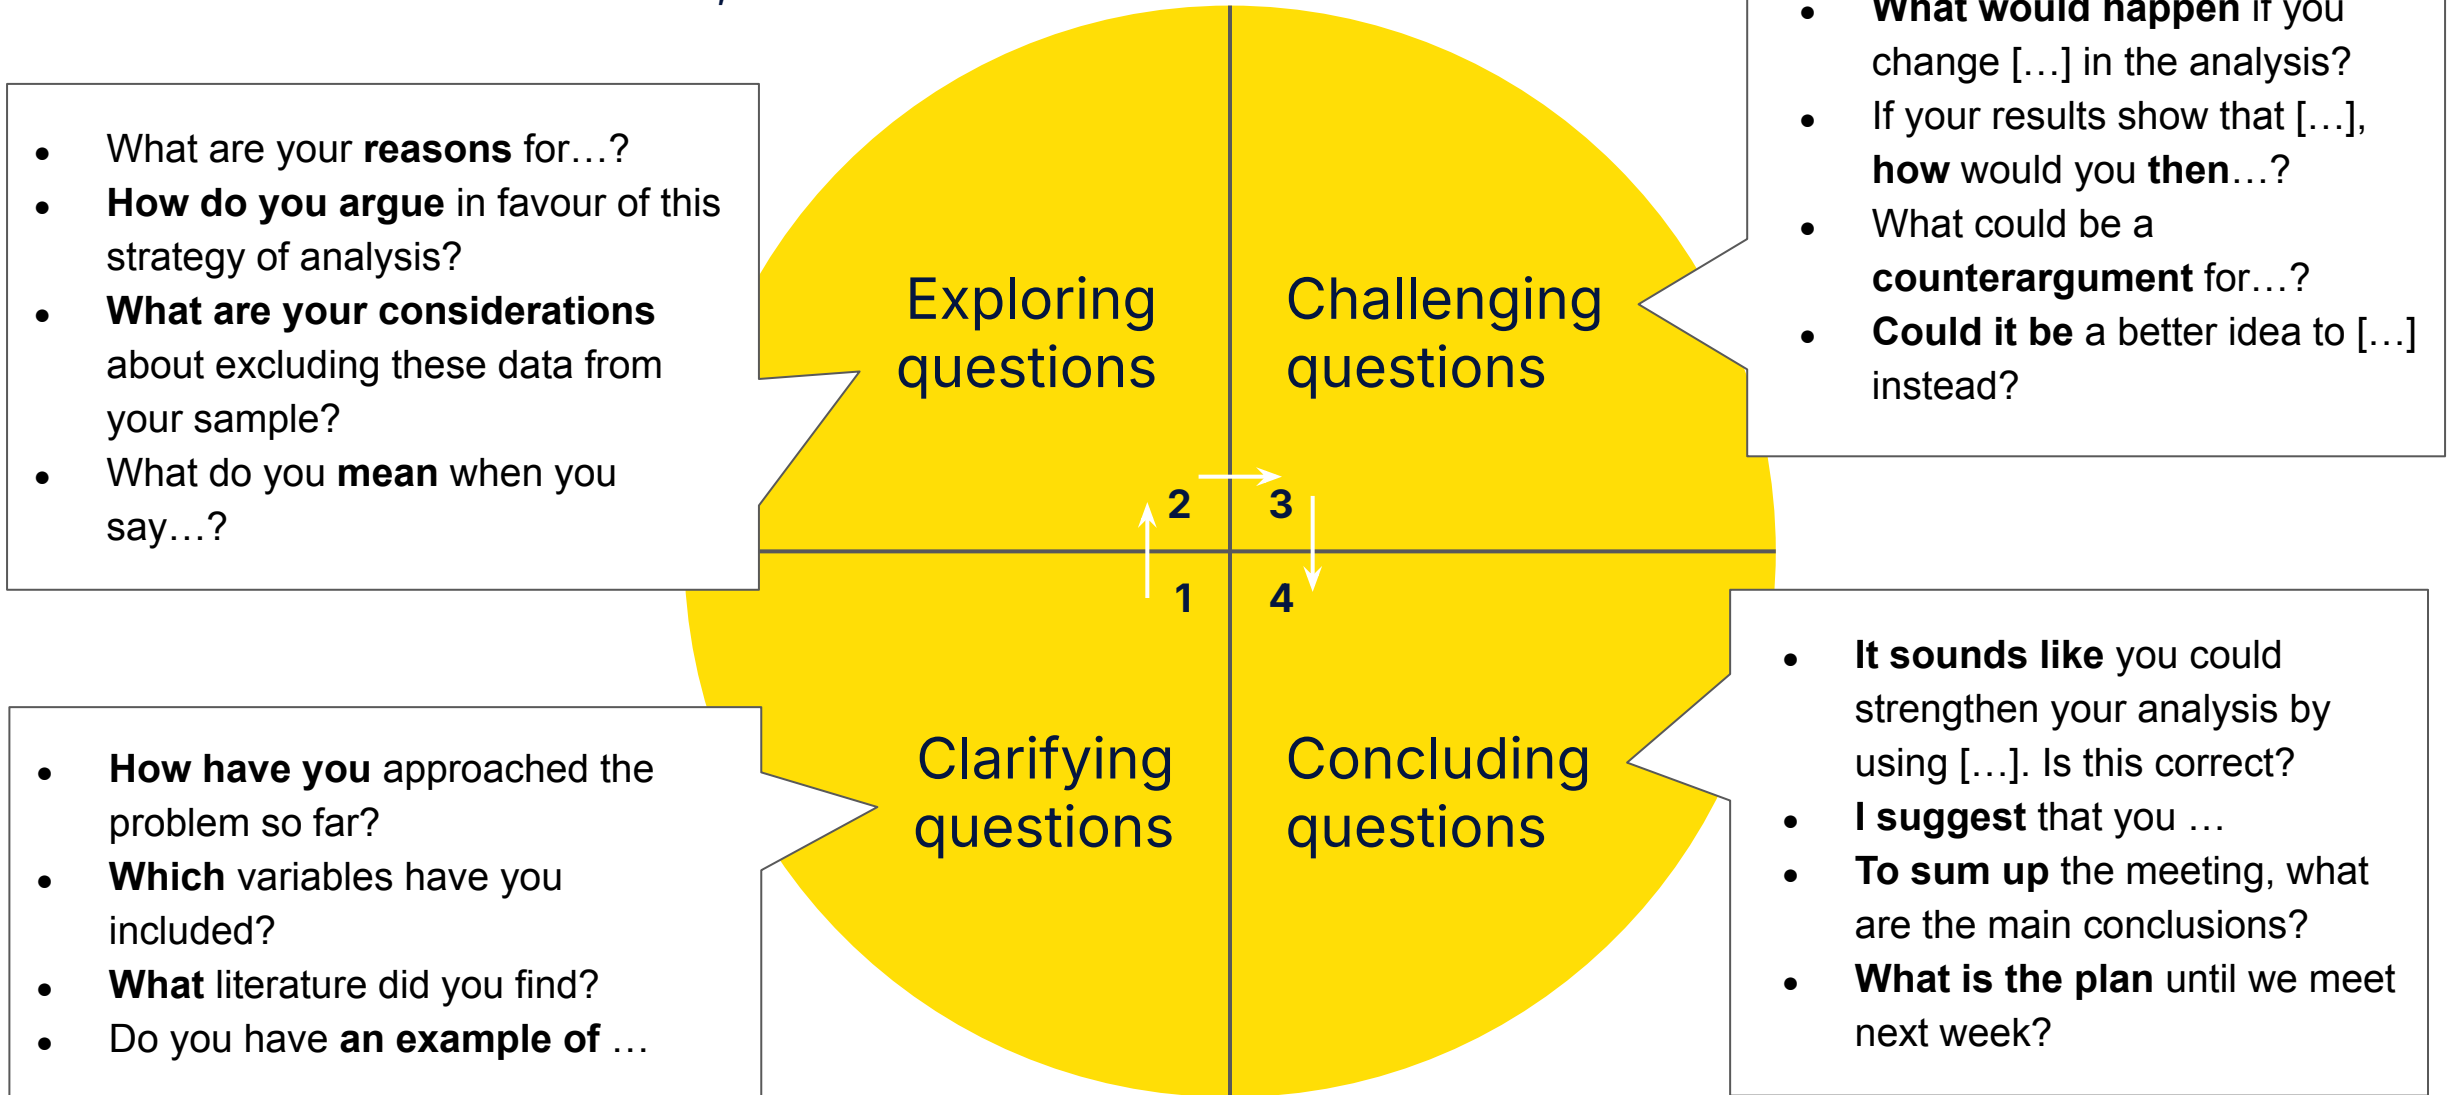 • What are your reasons for…?
• How do you argue in favour of this
strategy of analysis?
• What are your considerations
about excluding these data from
your sample?
• What do you mean when you
say…?
• What would happen if you
change […] in the analysis?
• If your results show that […],
how would you then…?
• What could be a
counterargument for…?
• Could it be a better idea to […]
instead?
Exploring
questions
Challenging
questions
2
3
1
4
Clarifying
questions
Concluding
questions
• How have you approached the
problem so far?
• Which variables have you
included?
• What literature did you find?
• Do you have an example of …
• It sounds like you could
strengthen your analysis by
using […]. Is this correct?
• I suggest that you …
• To sum up the meeting, what
are the main conclusions?
• What is the plan until we meet
next week?